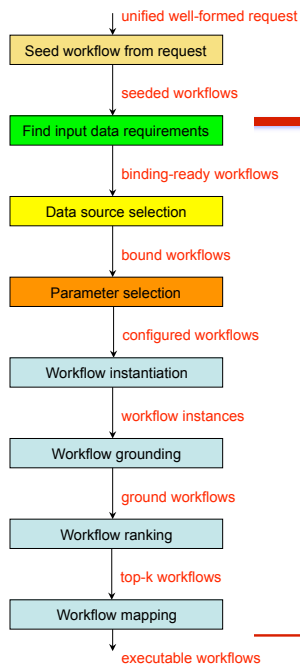 unified well-formed request
Seed workflow from request
seeded workflows
Find input data requirements
binding-ready workflows
Data source selection
bound workflows
Parameter selection
configured workflows
Workflow instantiation
workflow instances
Workflow grounding
ground workflows
Workflow ranking
top-k workflows
Workflow mapping
executable workflows